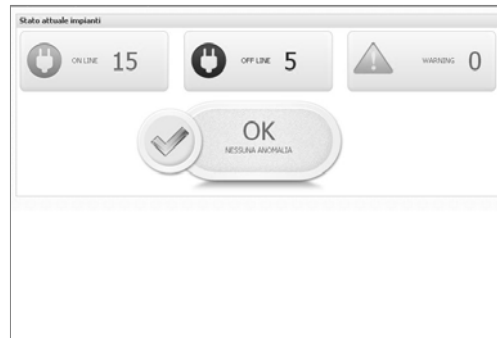 Stato attuale impianti
ON LINE 15
OFF LINE 5
WARNING 0
OK
NESSUNA ANOMALIA